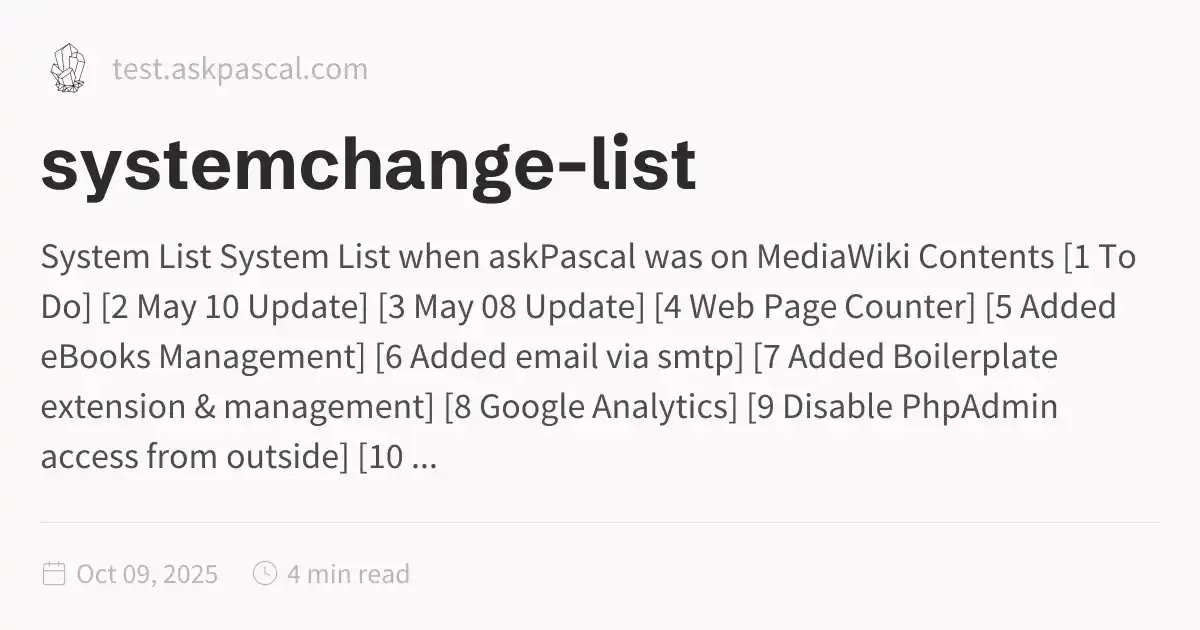 test.askpascal.com
systemchange-list
System List System List when askPascal was on MediaWiki Contents [1 To
Do] [2 May 10 Update] [3 May 08 Update] [4 Web Page Counter] [5 Added
eBooks Management] [6 Added email via smtp] [7 Added Boilerplate
extension & management] [8 Google Analytics] [9 Disable PhpAdmin
access from outside] [10 ...
Oct 09, 2025 4 min read